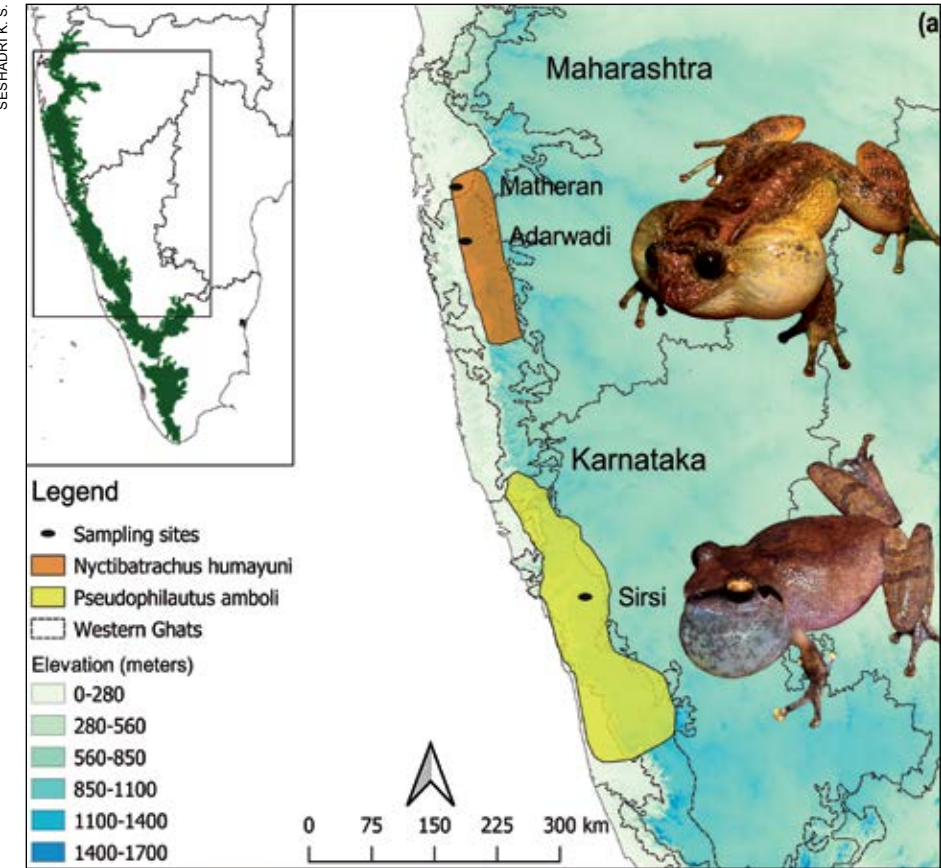 SESHADRI K. S.
(a
Maharashtra
Matheran
Adarwadi
Karnataka
Sirsi
Legend
Sampling sites
Nyctibatrachus humayuni
Pseudophilautus amboli
Western Ghats
Elevation (meters)
0-280
280-560
560-850
850-1100
1100-1400
1400-1700
0 75 150 225 300 km